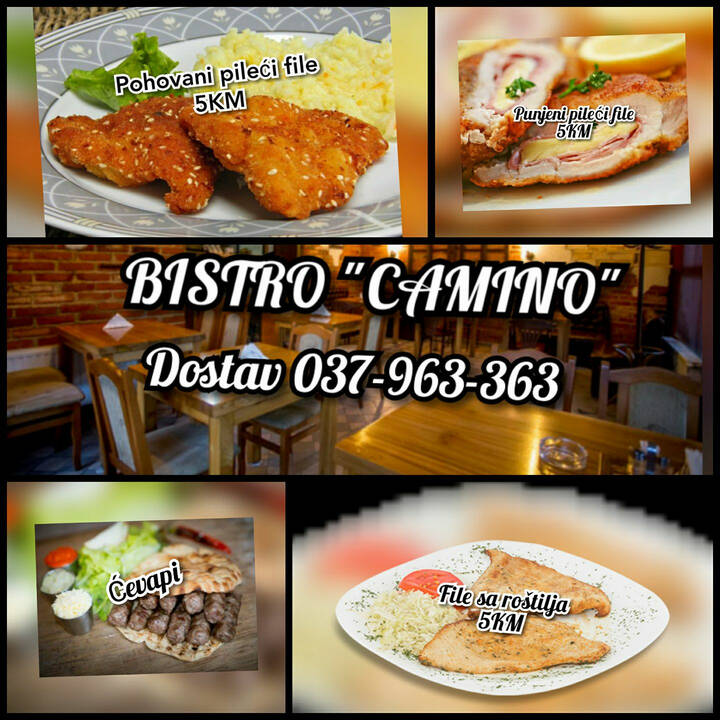 Pohovani pileći file
5KM
Punjeni pileći file
5KM
BISTRO "CAMINO"
Dostav 037-963-363
Ćevapi
File sa roštilja
5KM